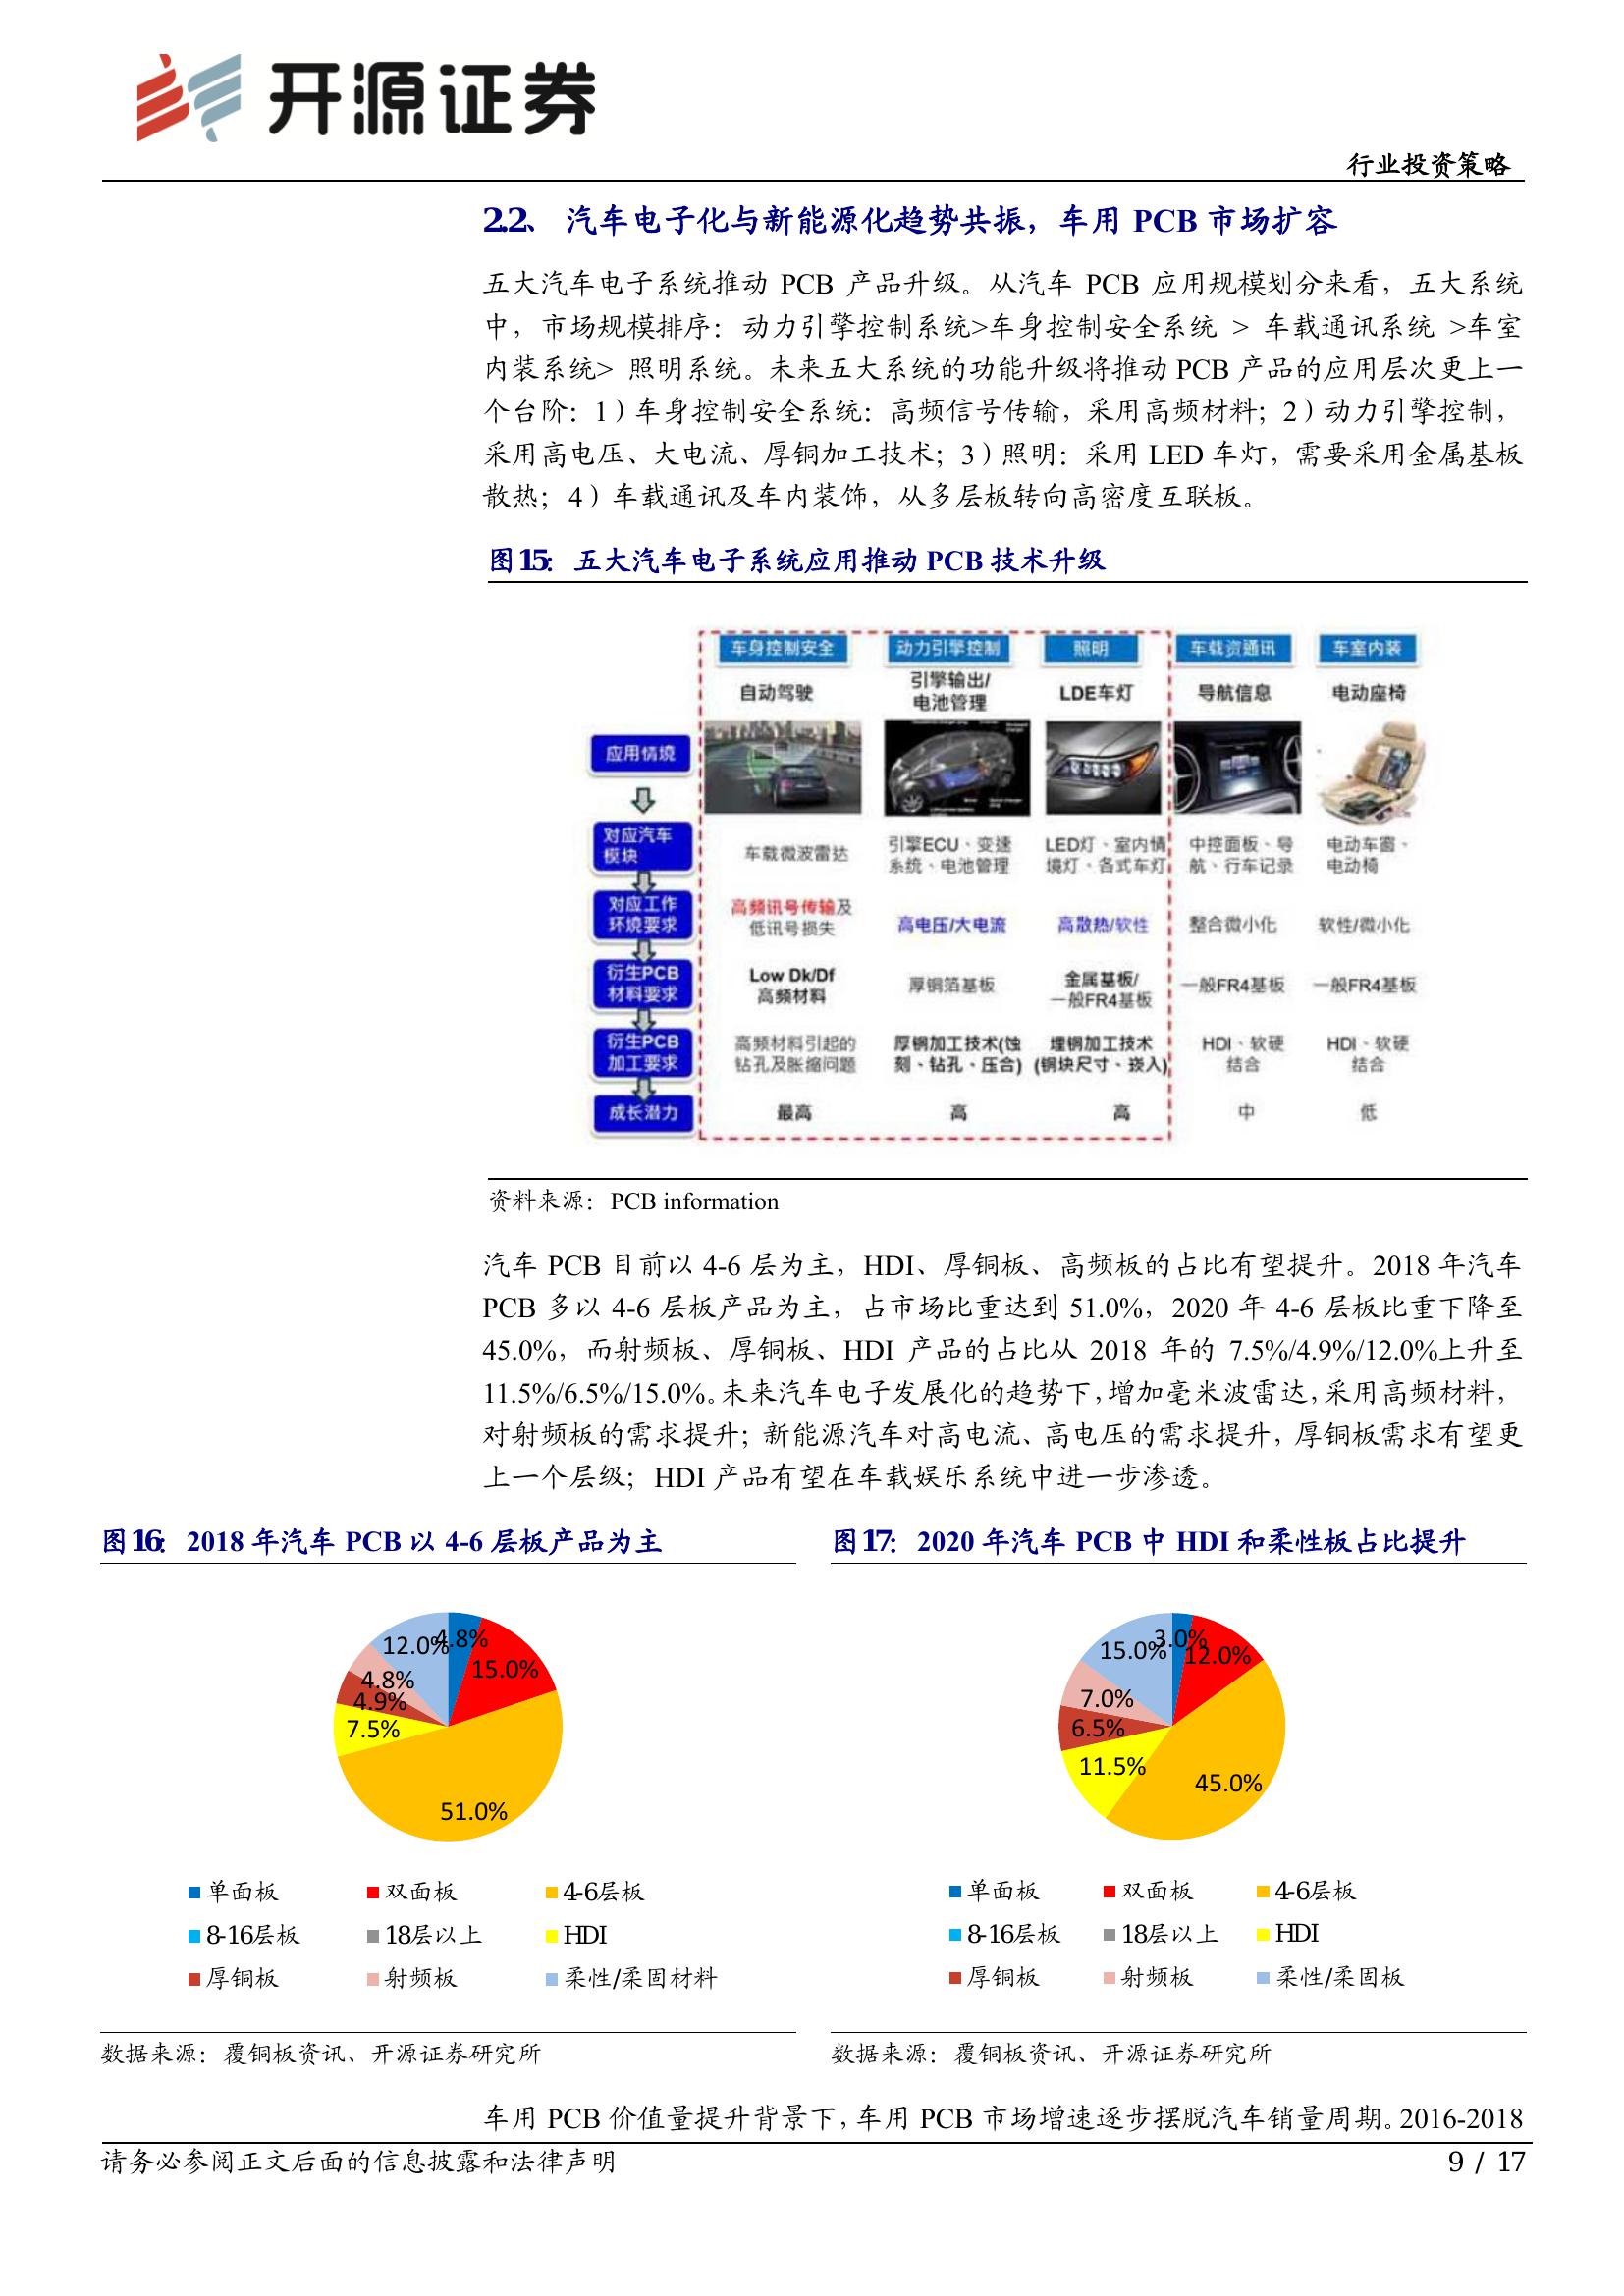 开源证券
行业投资策略
2.2、 汽车电子化与新能源化趋势共振，车用 PCB 市场扩容
五大汽车电子系统推动 PCB 产品升级。从汽车 PCB 应用规模划分来看，五大系统
中，市场规模排序：动力引擎控制系统>车身控制安全系统 > 车载通讯系统 >车室
内装系统> 照明系统。未来五大系统的功能升级将推动 PCB 产品的应用层次更上一
个台阶：1）车身控制安全系统：高频信号传输，采用高频材料；2）动力引擎控制，
采用高电压、大电流、厚铜加工技术；3）照明：采用 LED 车灯，需要采用金属基板
散热；4）车载通讯及车内装饰，从多层板转向高密度互联板。
图15： 五大汽车电子系统应用推动 PCB 技术升级
车身控制安全 动力引擎控制 照明 车载资通讯 车室内装
自动驾驶 引擎输出/ LDE车灯 导航信息 电动座椅
电池管理
应用情境
对应汽车 车载微波雷达 引擎ECU、变速 LED灯、室内情 中控面板、导 电动车窗、
模块 系统、电池管理 境灯、各式车灯 航、行车记录 电动椅
对应工作 高频讯号传输及 高电压/大电流 高散热/软性 整合微小化 软性/微小化
环境要求 低讯号损失
衍生PCB Low Dk/Df 厚铜箔基板 金属基板/ 一般FR4基板 一般FR4基板
材料要求 高频材料 一般FR4基板
衍生PCB 高频材料引起的 厚铜加工技术(蚀 埋铜加工技术 HDI、软硬 HDI、软硬
加工要求 钻孔及胀缩问题 刻、钻孔、压合) (铜块尺寸、崁入) 结合 结合
成长潜力 最高 高 高 中 低
资料来源：PCB information
汽车 PCB 目前以 4-6 层为主，HDI、厚铜板、高频板的占比有望提升。2018 年汽车
PCB 多以 4-6 层板产品为主，占市场比重达到 51.0%，2020 年 4-6 层板比重下降至
45.0%，而射频板、厚铜板、HDI 产品的占比从 2018 年的 7.5%/4.9%/12.0%上升至
11.5%/6.5%/15.0%。未来汽车电子发展化的趋势下，增加毫米波雷达，采用高频材料，
对射频板的需求提升；新能源汽车对高电流、高电压的需求提升，厚铜板需求有望更
上一个层级；HDI 产品有望在车载娱乐系统中进一步渗透。
图16： 2018 年汽车 PCB 以 4-6 层板产品为主
4.8%
15.0%
51.0%
7.5%
4.9%
4.8%
12.0%
单面板 双面板 4-6层板
8-16层板 18层以上 HDI
厚铜板 射频板 柔性/柔固材料
数据来源：覆铜板资讯、开源证券研究所
图17： 2020 年汽车 PCB 中 HDI 和柔性板占比提升
3.0%
12.0%
45.0%
11.5%
6.5%
7.0%
15.0%
单面板 双面板 4-6层板
8-16层板 18层以上 HDI
厚铜板 射频板 柔性/柔固板
数据来源：覆铜板资讯、开源证券研究所
车用 PCB 价值量提升背景下，车用 PCB 市场增速逐步摆脱汽车销量周期。2016-2018
请务必参阅正文后面的信息披露和法律声明
9 / 17